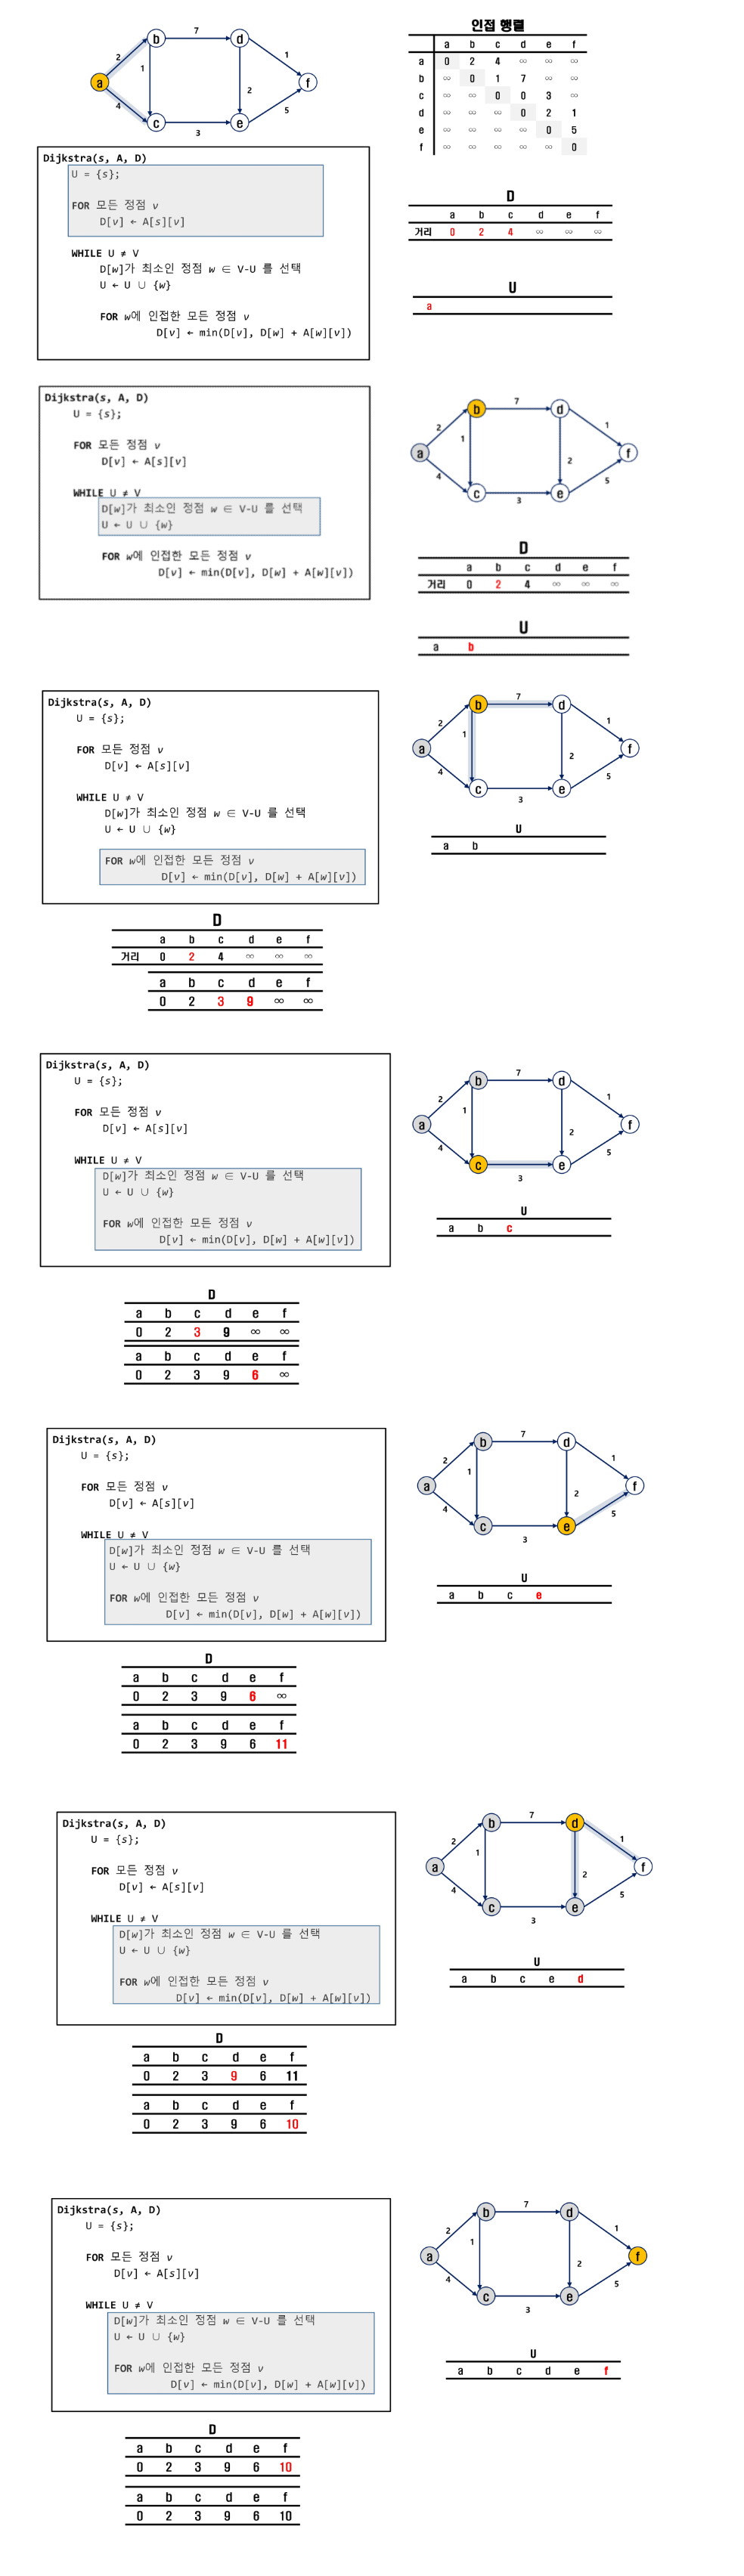 7
b
d
2
1
1
a
2
f
4
5
c
e
3
인접 행렬
a b c d e f
a 0 2 4 ∞ ∞ ∞
b ∞ 0 1 7 ∞ ∞
c ∞ ∞ 0 0 3 ∞
d ∞ ∞ ∞ 0 2 1
e ∞ ∞ ∞ ∞ 0 5
f ∞ ∞ ∞ ∞ ∞ 0
Dijkstra(s, A, D)
U = {s};
FOR 모든 정점 v
D[v] ← A[s][v]
WHILE U ≠ V
D[w]가 최소인 정점 w ∈ V-U 를 선택
U ← U ∪ {w}
FOR w에 인접한 모든 정점 v
D[v] ← min(D[v], D[w] + A[w][v])
D
a b c d e f
거리 0 2 4 ∞ ∞ ∞
U
a
Dijkstra(s, A, D)
U = {s};
FOR 모든 정점 v
D[v] ← A[s][v]
WHILE U ≠ V
D[w]가 최소인 정점 w ∈ V-U 를 선택
U ← U ∪ {w}
FOR w에 인접한 모든 정점 v
D[v] ← min(D[v], D[w] + A[w][v])
7
b
d
2
1
1
a
2
f
4
5
c
e
3
D
a b c d e f
거리 0 2 4 ∞ ∞ ∞
U
a b
Dijkstra(s, A, D)
U = {s};
FOR 모든 정점 v
D[v] ← A[s][v]
WHILE U ≠ V
D[w]가 최소인 정점 w ∈ V-U 를 선택
U ← U ∪ {w}
FOR w에 인접한 모든 정점 v
D[v] ← min(D[v], D[w] + A[w][v])
7
b
d
2
1
1
a
2
f
4
5
c
e
3
U
a b
D
a b c d e f
거리 0 2 4 ∞ ∞ ∞
a b c d e f
0 2 3 9 ∞ ∞
Dijkstra(s, A, D)
U = {s};
FOR 모든 정점 v
D[v] ← A[s][v]
WHILE U ≠ V
D[w]가 최소인 정점 w ∈ V-U 를 선택
U ← U ∪ {w}
FOR w에 인접한 모든 정점 v
D[v] ← min(D[v], D[w] + A[w][v])
7
b
d
2
1
1
a
2
f
4
5
c
e
3
U
a b c
D
a b c d e f
0 2 3 9 ∞ ∞
a b c d e f
0 2 3 9 6 ∞
Dijkstra(s, A, D)
U = {s};
FOR 모든 정점 v
D[v] ← A[s][v]
WHILE U ≠ V
D[w]가 최소인 정점 w ∈ V-U 를 선택
U ← U ∪ {w}
FOR w에 인접한 모든 정점 v
D[v] ← min(D[v], D[w] + A[w][v])
7
b
d
2
1
1
a
2
f
4
5
c
e
3
U
a b c e
D
a b c d e f
0 2 3 9 6 ∞
a b c d e f
0 2 3 9 6 11
Dijkstra(s, A, D)
U = {s};
FOR 모든 정점 v
D[v] ← A[s][v]
WHILE U ≠ V
D[w]가 최소인 정점 w ∈ V-U 를 선택
U ← U ∪ {w}
FOR w에 인접한 모든 정점 v
D[v] ← min(D[v], D[w] + A[w][v])
7
b
d
2
1
1
a
2
f
4
5
c
e
3
U
a b c e d
D
a b c d e f
0 2 3 9 6 11
a b c d e f
0 2 3 9 6 10
Dijkstra(s, A, D)
U = {s};
FOR 모든 정점 v
D[v] ← A[s][v]
WHILE U ≠ V
D[w]가 최소인 정점 w ∈ V-U 를 선택
U ← U ∪ {w}
FOR w에 인접한 모든 정점 v
D[v] ← min(D[v], D[w] + A[w][v])
7
b
d
2
1
1
a
2
f
4
5
c
e
3
U
a b c d e f
D
a b c d e f
0 2 3 9 6 10
a b c d e f
0 2 3 9 6 10